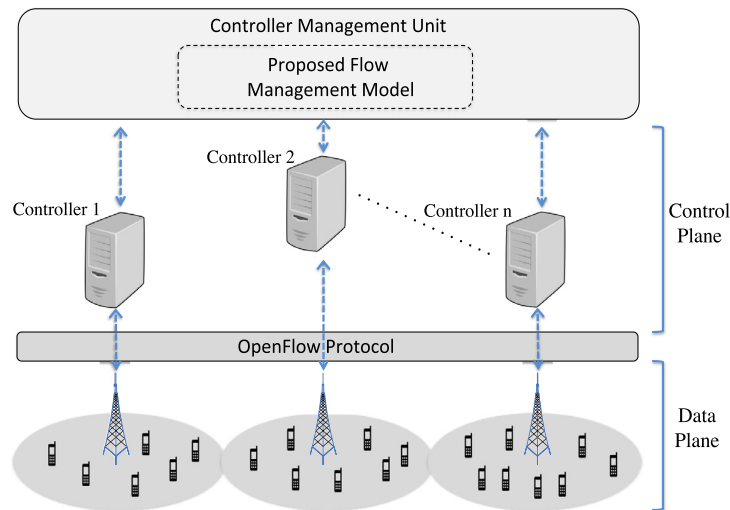 Controller Management Unit
Proposed Flow
Management Model
Controller 2
Controller 1
Controller n
Control
Plane
OpenFlow Protocol
Data
Plane